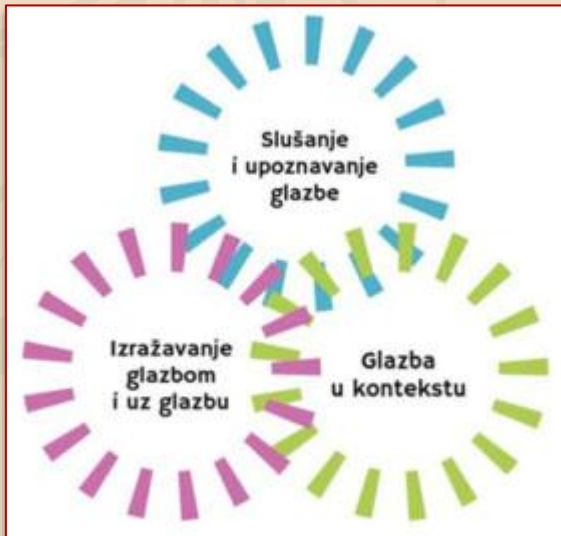 Slušanje
i upoznavanje
glazbe
Izražavanje
glazbom
i uz glazbu
Glazba
u kontekstu